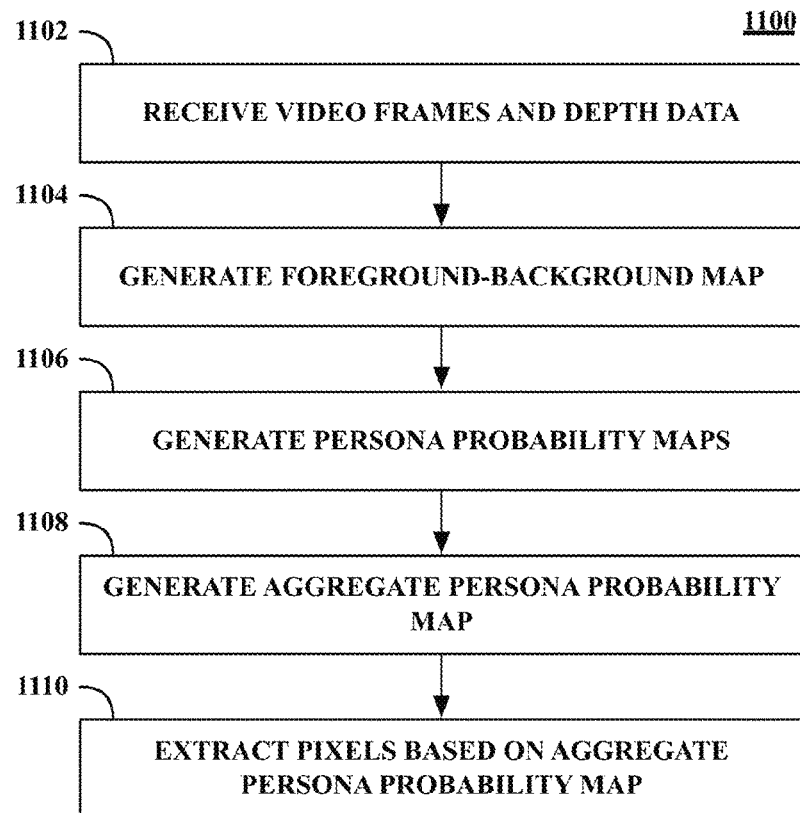 1100
1102
RECEIVE VIDEO FRAMES AND DEPTH DATA
1104
GENERATE FOREGROUND-BACKGROUND MAP
1106
GENERATE PERSONA PROBABILITY MAPS
1108
GENERATE AGGREGATE PERSONA PROBABILITY
MAP
1110
EXTRACT PIXELS BASED ON AGGREGATE
PERSONA PROBABILITY MAP